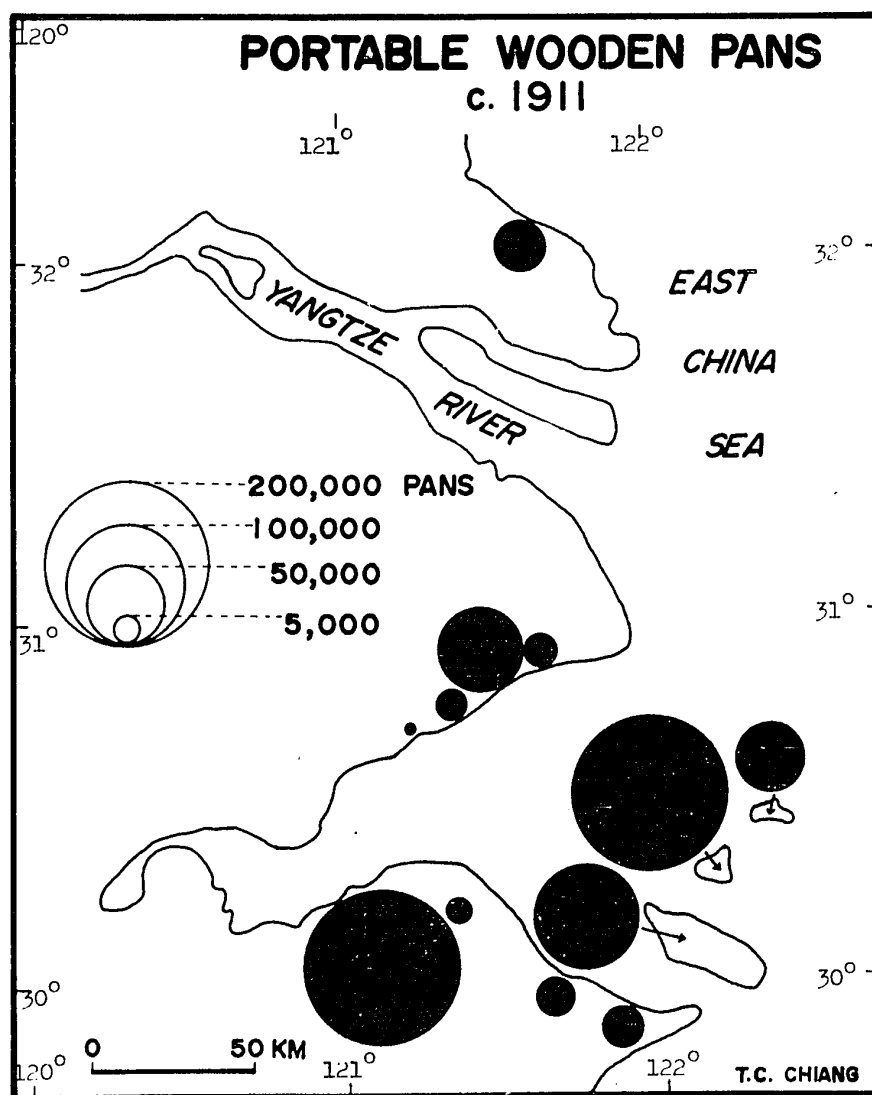 120°
PORTABLE WOODEN PANS
c. 1911
121°
122°
32°
32°
EAST
CHINA
SEA
YANGTZE
RIVER
200,000 PANS
100,000
50,000
5,000
31°
31°
30°
30°
0 50 KM
120°
121°
122°
T.C. CHIANG